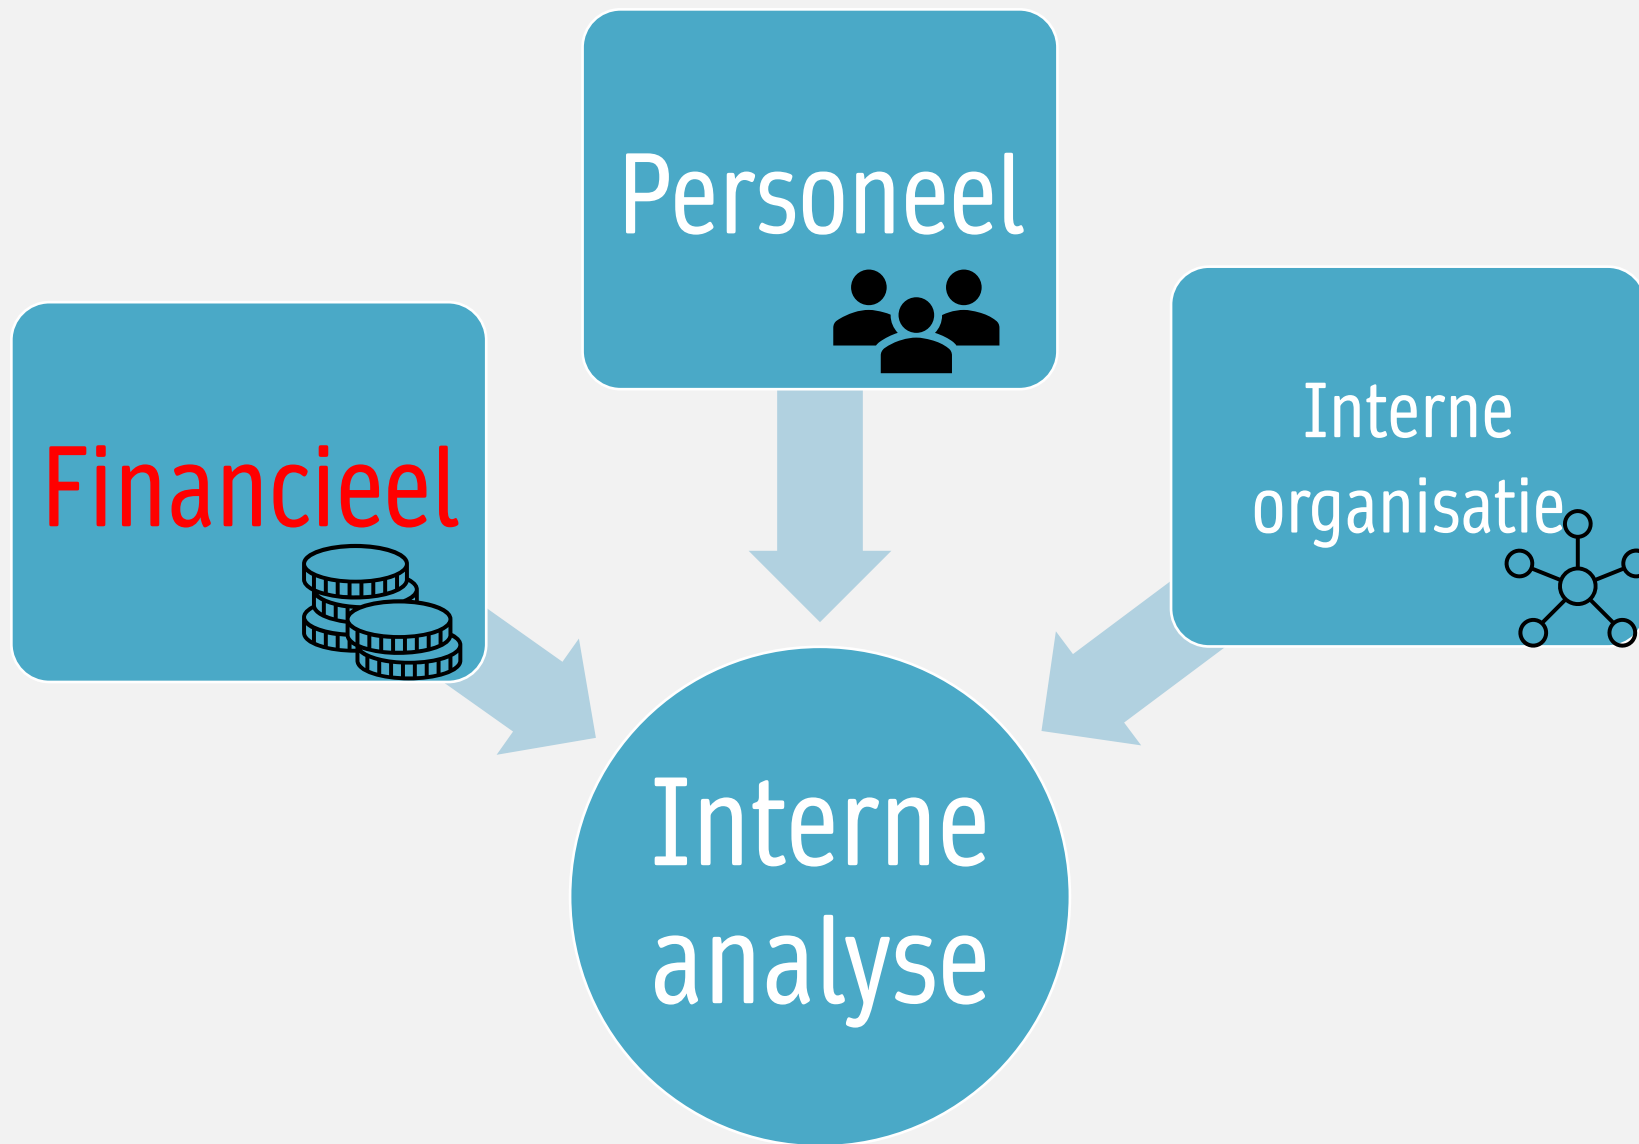 Personeel
Financieel
Interne
organisatie
Interne
analyse